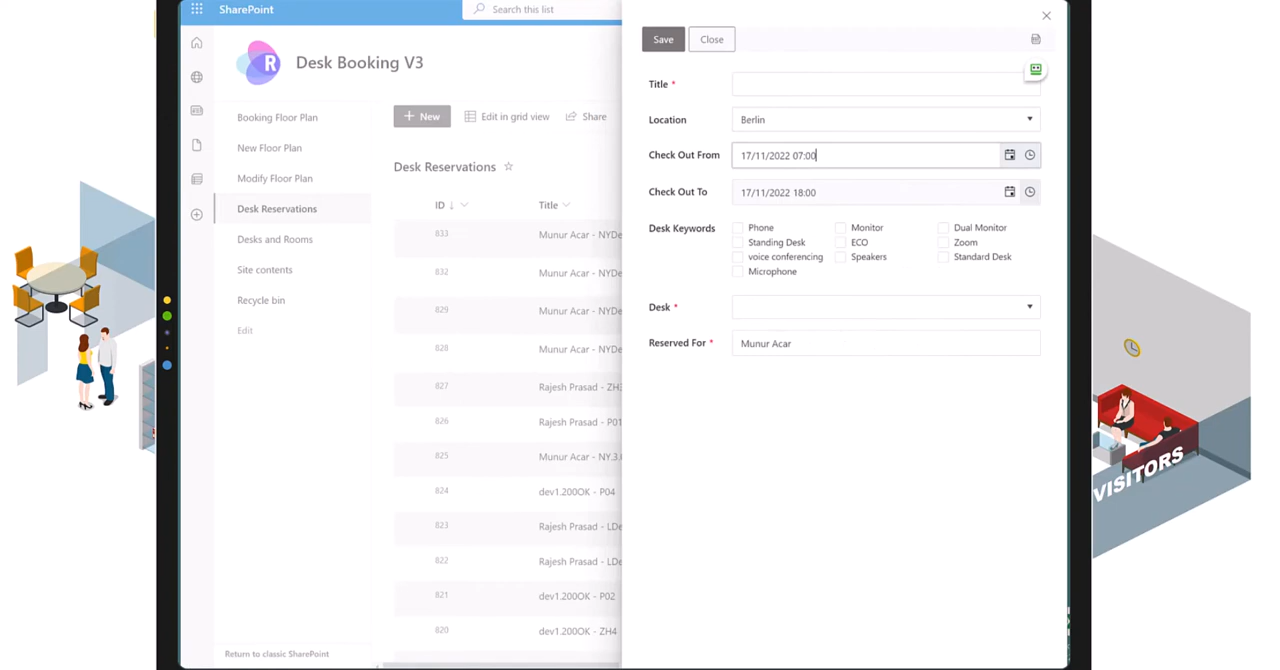 SharePoint
Search this list
R
Desk Booking V3
Booking Floor Plan
New Floor Plan
Modify Floor Plan
Desk Reservations
Desks and Rooms
Site contents
Recycle bin
Edit
Return to classic SharePoint
+ New
Edit in grid view
Share
Desk Reservations
ID Title
833 Munur Acar - NYDe
832 Munur Acar - NYDe
829 Munur Acar - NYDe
828 Munur Acar - NYDe
827 Rajesh Prasad - ZH3
826 Rajesh Prasad - P01
825 Munur Acar - NY.3.0
824 dev1.200OK - P04
823 Rajesh Prasad - LDe
822 Rajesh Prasad - LDe
821 dev1.200OK - P02
820 dev1.200OK - ZH4
Save Close
Title *
Location Berlin
Check Out From 17/11/2022 07:00
Check Out To 17/11/2022 18:00
Desk Keywords Phone Monitor Dual Monitor
Standing Desk ECO Zoom
voice conferencing Speakers Standard Desk
Microphone
Desk *
Reserved For * Munur Acar
VISITORS